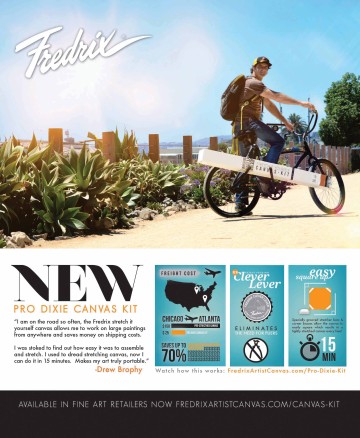 Fredrix
NEW
PRO DIXIE CANVAS KIT
"I am on the road so often, the Fredrix stretch it
yourself canvas allows me to work on large paintings
from anywhere and saves money on shipping costs.
I was stoked to find out how easy it was to assemble
and stretch. I used to dread stretching canvas, now I
can do it in 15 minutes. Makes my art truly portable."
-Drew Brophy
FREIGHT COST
CHICAGO ATLANTA
SAVES UP TO
70%
Clever
Lever
ELIMINATES
THE NEED FOR PLIERS
easy
square
15
MIN
Watch how this works: FredrixArtistCanvas.com/Pro-Dixie-Kit
AVAILABLE IN FINE ART RETAILERS NOW FREDRIXARTISTCANVAS.COM/CANVAS-KIT